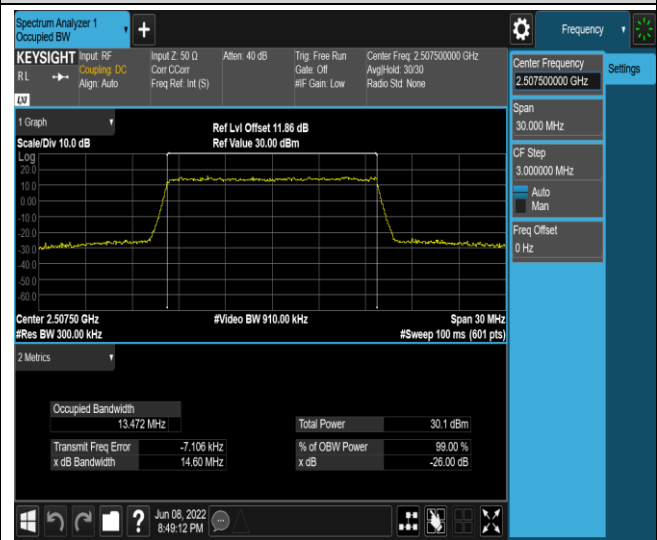 Spectrum Analyzer 1
Occupied BW
+
Frequency
KEYSIGHT
R L
LNI
Input: RF
Coupling: DC
Align: Auto
Input Z: 50 Ω
Corr CCorr
Freq Ref: Int (S)
Atten: 40 dB
Trig: Free Run
Gate: Off
#IF Gain: Low
Center Freq: 2.507500000 GHz
Avg|Hold: 30/30
Radio Std: None
Center Frequency
2.507500000 GHz
Settings
Span
30.000 MHz
CF Step
3.000000 MHz
Auto
Man
Freq Offset
0 Hz
1 Graph
Scale/Div 10.0 dB
Ref Lvl Offset 11.86 dB
Ref Value 30.00 dBm
Log
20.0
10.0
0.00
-10.0
-20.0
-30.0
-40.0
-50.0
-60.0
Center 2.50750 GHz
#Res BW 300.00 kHz
#Video BW 910.00 kHz
Span 30 MHz
#Sweep 100 ms (601 pts)
2 Metrics
Occupied Bandwidth
13.472 MHz
Transmit Freq Error -7.106 kHz
x dB Bandwidth 14.60 MHz
Total Power 30.1 dBm
% of OBW Power 99.00 %
x dB -26.00 dB
?
Jun 08, 2022
8:49:12 PM